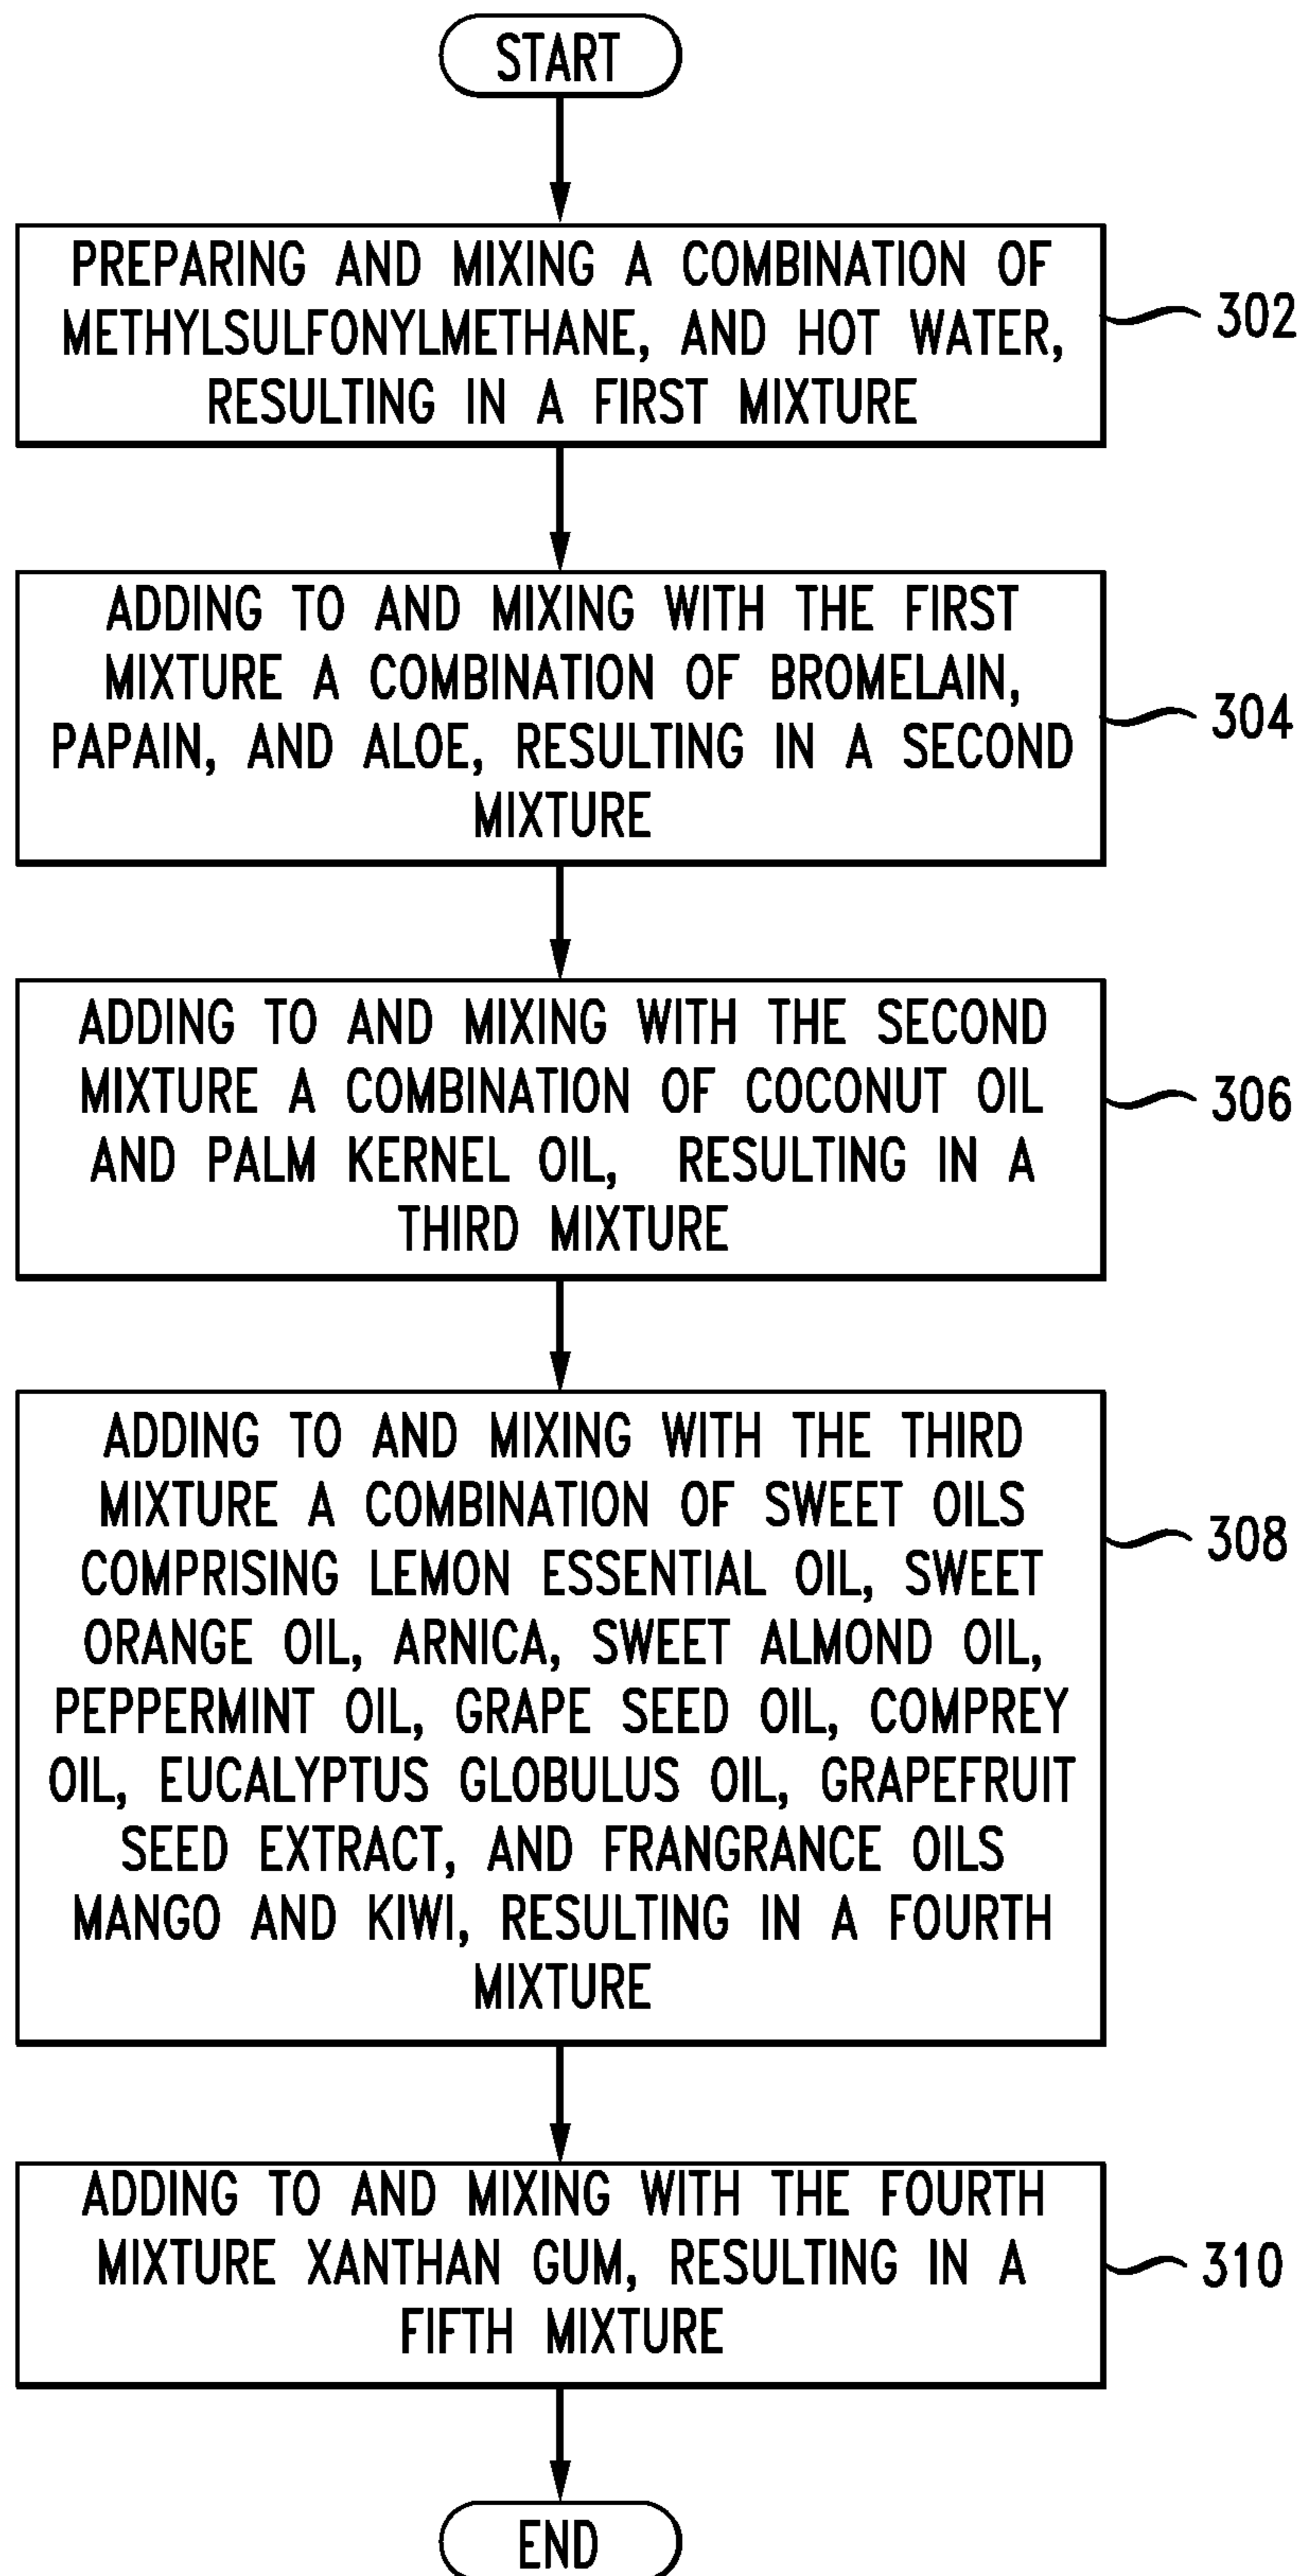 START
PREPARING AND MIXING A COMBINATION OF
METHYLSULFONYLMETHANE, AND HOT WATER,
RESULTING IN A FIRST MIXTURE
302
ADDING TO AND MIXING WITH THE FIRST
MIXTURE A COMBINATION OF BROMELAIN,
PAPAIN, AND ALOE, RESULTING IN A SECOND
MIXTURE
304
ADDING TO AND MIXING WITH THE SECOND
MIXTURE A COMBINATION OF COCONUT OIL
AND PALM KERNEL OIL, RESULTING IN A
THIRD MIXTURE
306
ADDING TO AND MIXING WITH THE THIRD
MIXTURE A COMBINATION OF SWEET OILS
COMPRISING LEMON ESSENTIAL OIL, SWEET
ORANGE OIL, ARNICA, SWEET ALMOND OIL,
PEPPERMINT OIL, GRAPE SEED OIL, COMPREY
OIL, EUCALYPTUS GLOBULUS OIL, GRAPEFRUIT
SEED EXTRACT, AND FRANGRANCE OILS
MANGO AND KIWI, RESULTING IN A FOURTH
MIXTURE
308
ADDING TO AND MIXING WITH THE FOURTH
MIXTURE XANTHAN GUM, RESULTING IN A
FIFTH MIXTURE
310
END